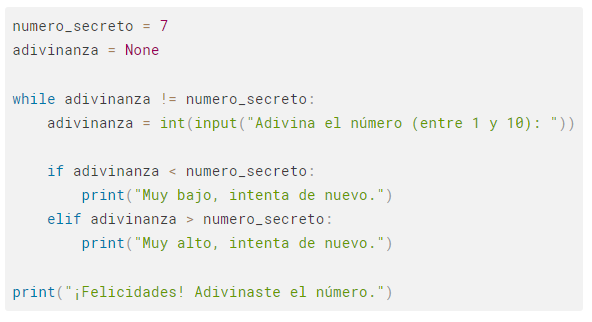 numero_secreto = 7
adivinanza = None

while adivinanza != numero_secreto:
    adivinanza = int(input("Adivina el número (entre 1 y 10): "))

    if adivinanza < numero_secreto:
        print("Muy bajo, intenta de nuevo.")
    elif adivinanza > numero_secreto:
        print("Muy alto, intenta de nuevo.")

print("¡Felicidades! Adivinaste el número.")